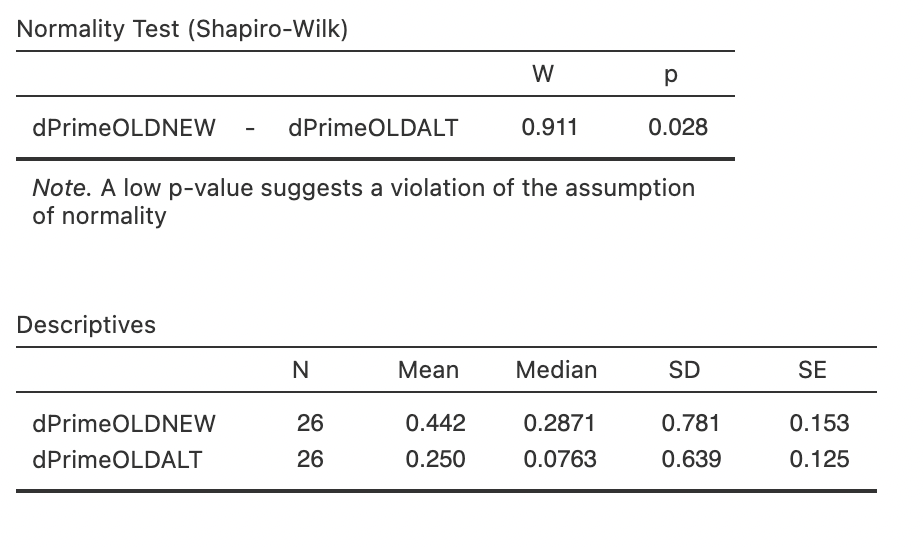 Normality Test (Shapiro-Wilk)
W p
dPrimeOLDNEW - dPrimeOLDALT 0.911 0.028
Note. A low p-value suggests a violation of the assumption
of normality
Descriptives
N Mean Median SD SE
dPrimeOLDNEW 26 0.442 0.2871 0.781 0.153
dPrimeOLDALT 26 0.250 0.0763 0.639 0.125